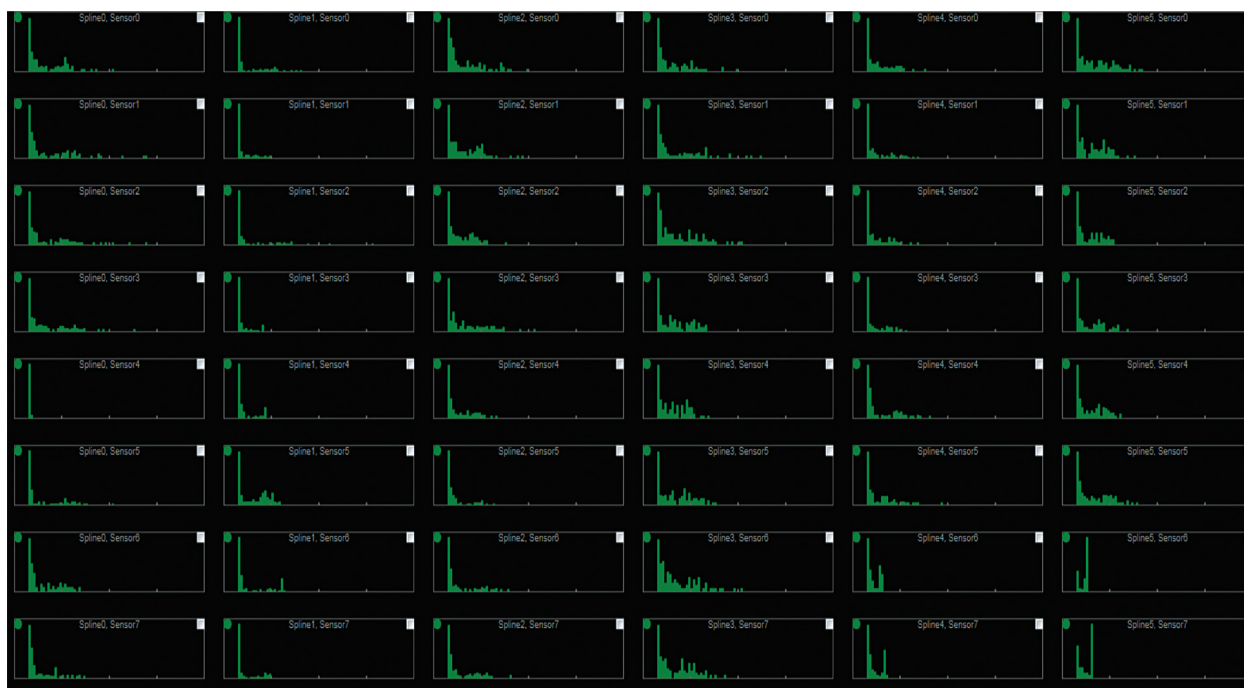 Spline0, Sensor0 Spline1, Sensor0 Spline2, Sensor0 Spline3, Sensor0 Spline4, Sensor0 Spline5, Sensor0
Spline0, Sensor1 Spline1, Sensor1 Spline2, Sensor1 Spline3, Sensor1 Spline4, Sensor1 Spline5, Sensor1
Spline0, Sensor2 Spline1, Sensor2 Spline2, Sensor2 Spline3, Sensor2 Spline4, Sensor2 Spline5, Sensor2
Spline0, Sensor3 Spline1, Sensor3 Spline2, Sensor3 Spline3, Sensor3 Spline4, Sensor3 Spline5, Sensor3
Spline0, Sensor4 Spline1, Sensor4 Spline2, Sensor4 Spline3, Sensor4 Spline4, Sensor4 Spline5, Sensor4
Spline0, Sensor5 Spline1, Sensor5 Spline2, Sensor5 Spline3, Sensor5 Spline4, Sensor5 Spline5, Sensor5
Spline0, Sensor6 Spline1, Sensor6 Spline2, Sensor6 Spline3, Sensor6 Spline4, Sensor6 Spline5, Sensor6
Spline0, Sensor7 Spline1, Sensor7 Spline2, Sensor7 Spline3, Sensor7 Spline4, Sensor7 Spline5, Sensor7